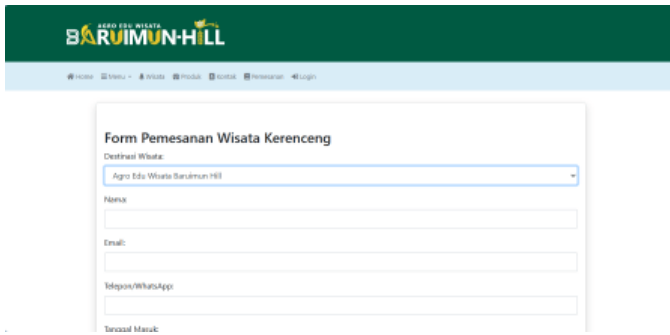 AGRO EDU WISATA
BARUIMUN-HILL
Home Menu Wisata Produk Kontak Pemesanan Login
Form Pemesanan Wisata Kerenceng
Destinasi Wisata:
Agro Edu Wisata Baruimun Hill
Nama:
Email:
Telepon/WhatsApp:
Tanggal Masuk: